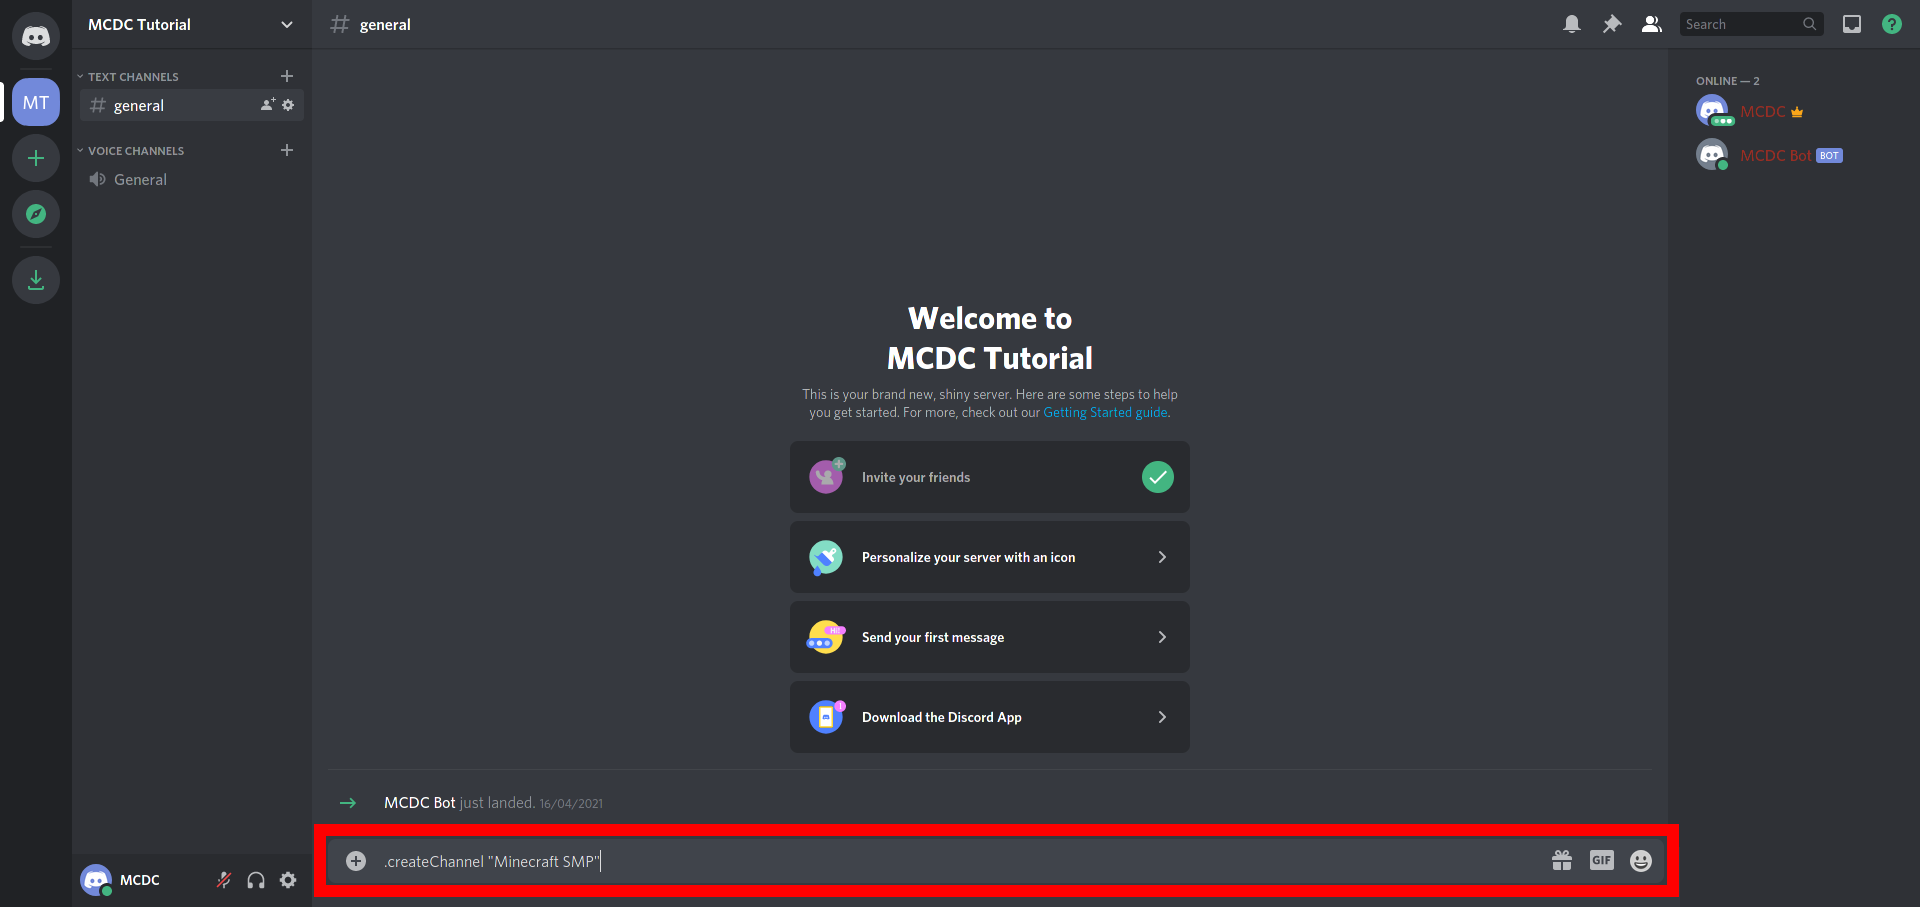 MCDC Tutorial
general
Search
?
MT
TEXT CHANNELS
general
VOICE CHANNELS
General
ONLINE — 2
MCDC
MCDC Bot BOT
Welcome to
MCDC Tutorial
This is your brand new, shiny server. Here are some steps to help
you get started. For more, check out our Getting Started guide.
Invite your friends
Personalize your server with an icon
Hi!
Send your first message
Download the Discord App
MCDC Bot just landed. 16/04/2021
.createChannel "Minecraft SMP"
GIF
MCDC